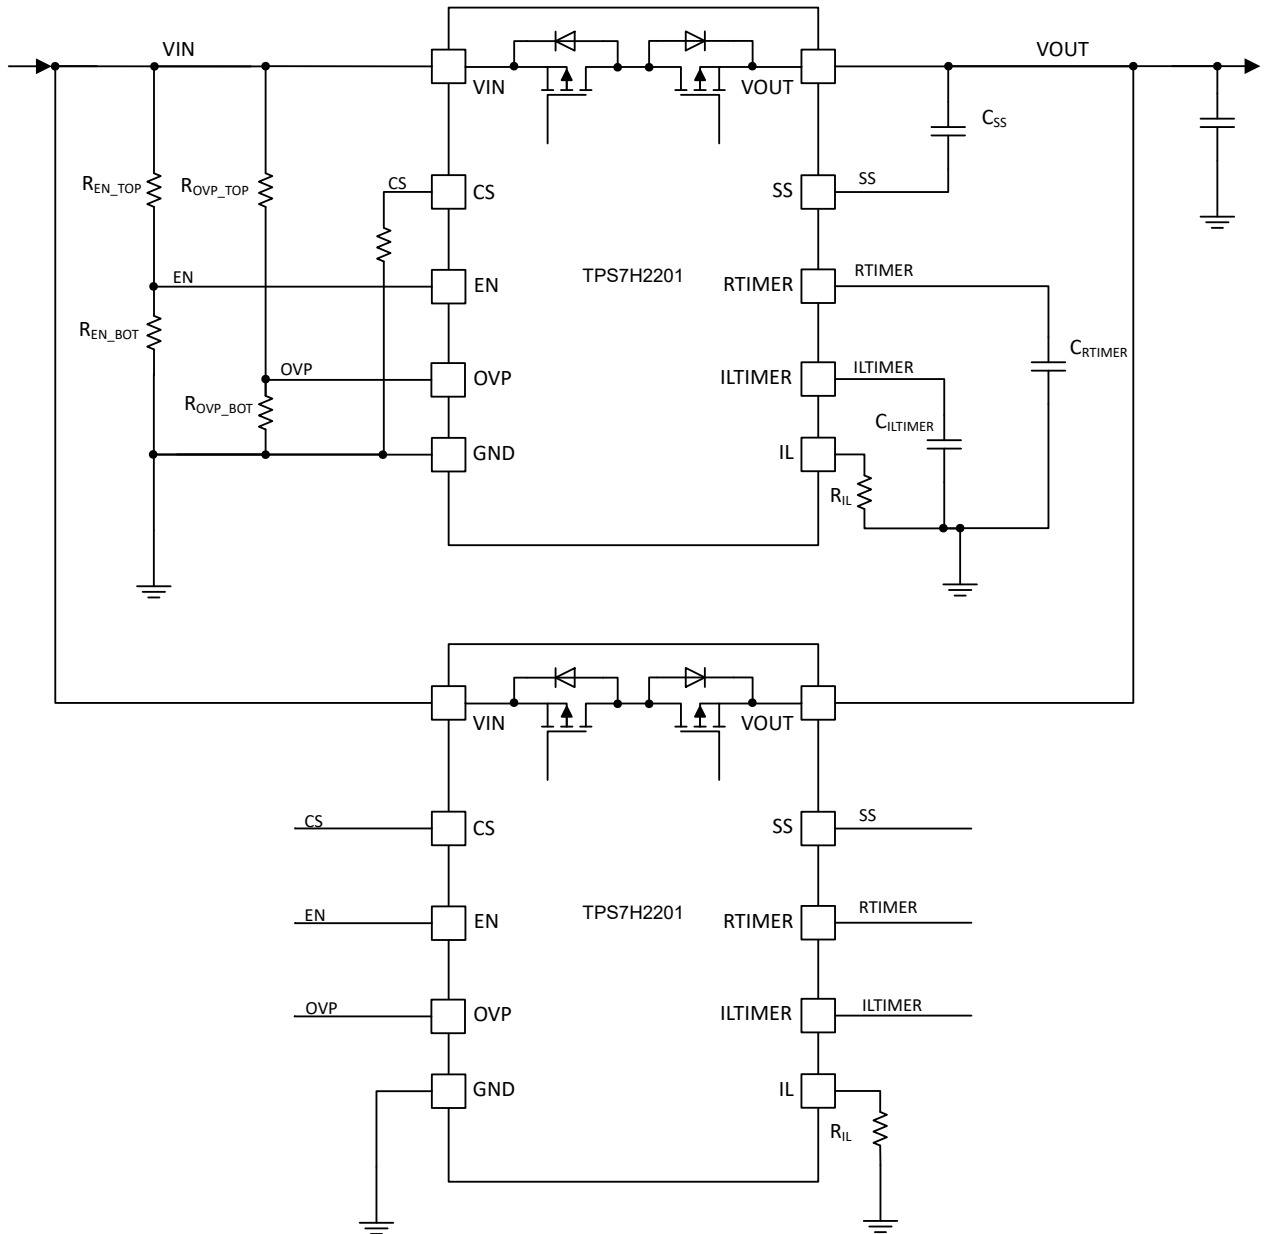 VIN
VOUT
VIN
VOUT
C_SS
R_EN_TOP
R_OVP_TOP
CS
CS
SS
SS
EN
EN
TPS7H2201
RTIMER
RTIMER
R_EN_BOT
C_RTIMER
OVP
OVP
ILTIMER
ILTIMER
R_OVP_BOT
C_ILTIMER
GND
IL
R_IL
VIN
VOUT
CS
CS
SS
SS
EN
EN
TPS7H2201
RTIMER
RTIMER
OVP
OVP
ILTIMER
ILTIMER
GND
IL
R_IL